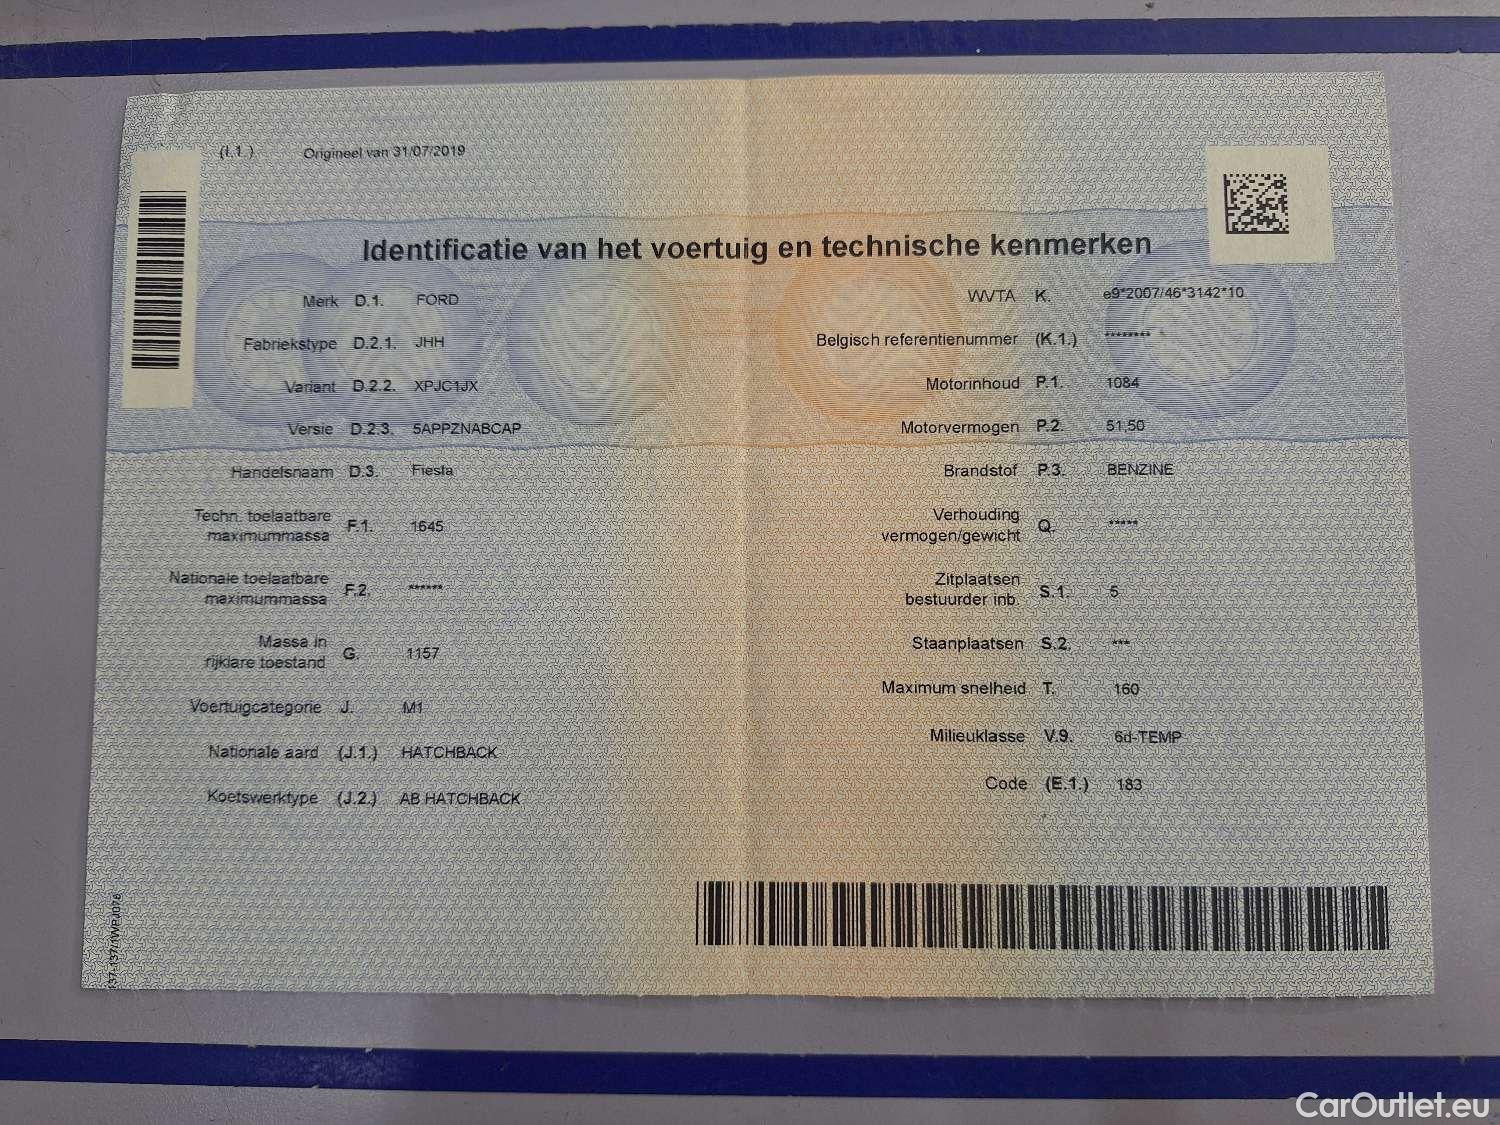 (I.1.) Origineel van 31/07/2019
Identificatie van het voertuig en technische kenmerken
Merk D.1. FORD
Fabriekstype D.2.1. JHH
Variant D.2.2. XPJC1JX
Versie D.2.3. 5APPZNABCAP
Handelsnaam D.3. Fiesta
Techn. toelaatbare
maximummassa F.1. 1645
Nationale toelaatbare
maximummassa F.2. ******
Massa in
rijklare toestand G. 1157
Voertuigcategorie J. M1
Nationale aard (J.1.) HATCHBACK
Koetswerktype (J.2.) AB HATCHBACK
WVTA K. e9*2007/46*3142*10
Belgisch referentienummer (K.1.) ********
Motorinhoud P.1. 1084
Motorvermogen P.2. 51,50
Brandstof P.3. BENZINE
Verhouding
vermogen/gewicht Q. *****
Zitplaatsen
bestuurder inb. S.1. 5
Staanplaatsen S.2. ***
Maximum snelheid T. 160
Milieuklasse V.9. 6d-TEMP
Code (E.1.) 183
CarOutlet.eu